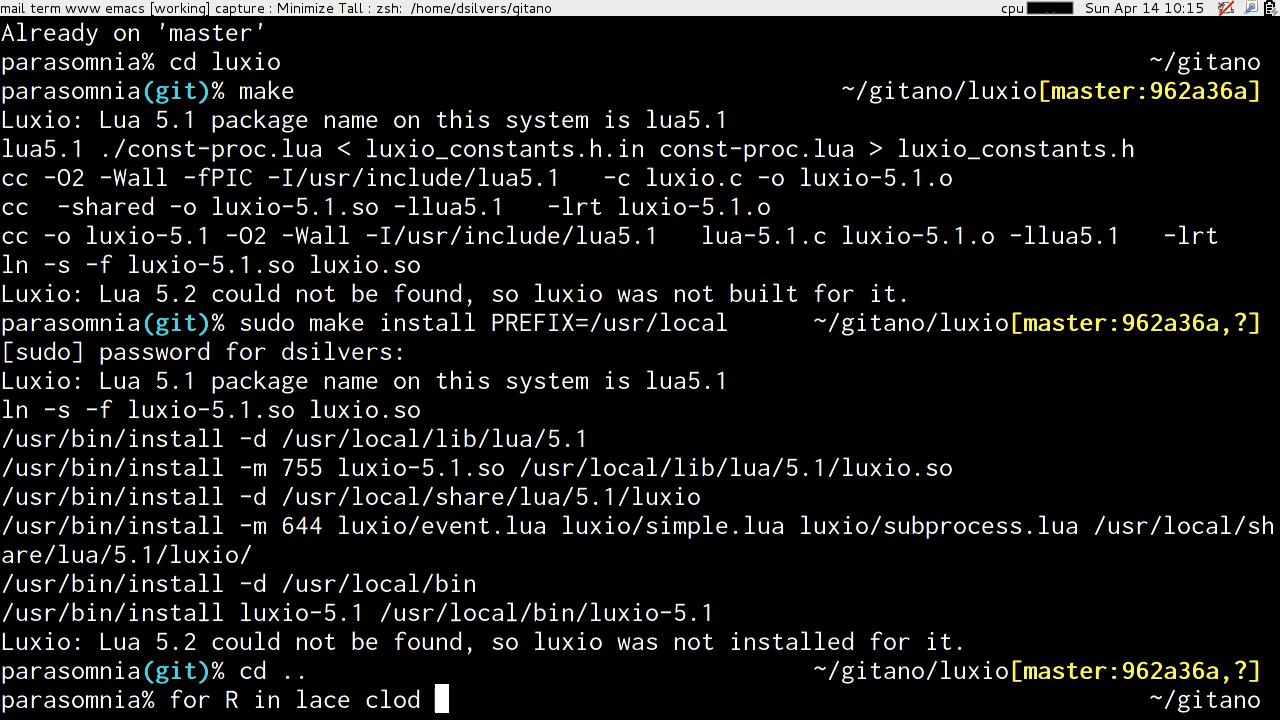 mail term www emacs [working] capture : Minimize Tall : zsh: /home/dsilvers/gitano cpu Sun Apr 14 10:15
Already on 'master'
parasomnia% cd luxio ~/gitano
parasomnia(git)% make ~/gitano/luxio[master:962a36a]
Luxio: Lua 5.1 package name on this system is lua5.1
lua5.1 ./const-proc.lua < luxio_constants.h.in const-proc.lua > luxio_constants.h
cc -O2 -Wall -fPIC -I/usr/include/lua5.1   -c luxio.c -o luxio-5.1.o
cc  -shared -o luxio-5.1.so -llua5.1   -lrt luxio-5.1.o
cc -o luxio-5.1 -O2 -Wall -I/usr/include/lua5.1   lua-5.1.c luxio-5.1.o -llua5.1   -lrt
ln -s -f luxio-5.1.so luxio.so
Luxio: Lua 5.2 could not be found, so luxio was not built for it.
parasomnia(git)% sudo make install PREFIX=/usr/local ~/gitano/luxio[master:962a36a,?]
[sudo] password for dsilvers:
Luxio: Lua 5.1 package name on this system is lua5.1
ln -s -f luxio-5.1.so luxio.so
/usr/bin/install -d /usr/local/lib/lua/5.1
/usr/bin/install -m 755 luxio-5.1.so /usr/local/lib/lua/5.1/luxio.so
/usr/bin/install -d /usr/local/share/lua/5.1/luxio
/usr/bin/install -m 644 luxio/event.lua luxio/simple.lua luxio/subprocess.lua /usr/local/sh
are/lua/5.1/luxio/
/usr/bin/install -d /usr/local/bin
/usr/bin/install luxio-5.1 /usr/local/bin/luxio-5.1
Luxio: Lua 5.2 could not be found, so luxio was not installed for it.
parasomnia(git)% cd .. ~/gitano/luxio[master:962a36a,?]
parasomnia% for R in lace clod ~/gitano